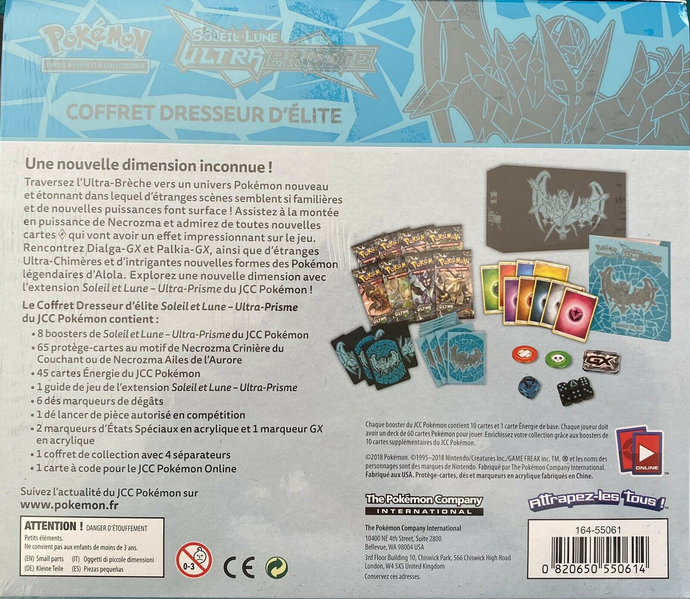 Pokémon
SOLEIL LUNE
ULTRA PRISME
COFFRET DRESSEUR D'ÉLITE
Une nouvelle dimension inconnue !
Traversez l'Ultra-Brèche vers un univers Pokémon nouveau
et étonnant dans lequel d'étranges scènes semblent si familières
et de nouvelles puissances font surface ! Assistez à la montée
en puissance de Necrozma et admirez de toutes nouvelles
cartes qui vont avoir un effet impressionnant sur le jeu.
Rencontrez Dialga-GX et Palkia-GX, ainsi que d'étranges
Ultra-Chimères et d'intrigantes nouvelles formes des Pokémon
légendaires d'Alola. Explorez une nouvelle dimension avec
l'extension Soleil et Lune – Ultra-Prisme du JCC Pokémon !
Le Coffret Dresseur d'élite Soleil et Lune – Ultra-Prisme
du JCC Pokémon contient :
• 8 boosters de Soleil et Lune – Ultra-Prisme du JCC Pokémon
• 65 protège-cartes au motif de Necrozma Crinière du
Couchant ou de Necrozma Ailes de l'Aurore
• 45 cartes Énergie du JCC Pokémon
• 1 guide de jeu de l'extension Soleil et Lune – Ultra-Prisme
• 6 dés marqueurs de dégâts
• 1 dé lancer de pièce autorisé en compétition
• 2 marqueurs d'États Spéciaux en acrylique et 1 marqueur GX
en acrylique
• 1 coffret de collection avec 4 séparateurs
• 1 carte à code pour le JCC Pokémon Online
Suivez l'actualité du JCC Pokémon sur
www.pokemon.fr
GX
Chaque booster du JCC Pokémon contient 10 cartes et 1 carte Énergie de base. Chaque joueur doit
avoir un deck de 60 cartes Pokémon pour jouer. Enrichissez votre collection grâce aux boosters de
10 cartes supplémentaires du JCC Pokémon.
©2018 Pokémon. ©1995–2018 Nintendo/Creatures Inc./GAME FREAK inc. TM, ® et les noms des
personnages sont des marques de Nintendo. Fabriqué par The Pokémon Company International.
Fabriqué aux USA. Protège-cartes, dés et marqueurs en acrylique fabriqués en Chine.
ONLINE
The Pokémon Company
INTERNATIONAL
Attrapez-les Tous !
The Pokémon Company International
10400 NE 4th Street, Suite 2800
Bellevue, WA 98004 USA
3rd Floor Building 10, Chiswick Park, 566 Chiswick High Road
London, W4 5XS United Kingdom
Conservez ces adresses.
ATTENTION ! DANGER D'ÉTOUFFEMENT
Petits éléments.
Ne convient pas aux enfants de moins de 3 ans.
(EN) Small parts (IT) Oggetti di piccole dimensioni
(DE) Kleine Teile (ES) Piezas pequeñas
0-3
CE
164-55061
0 820650 550614